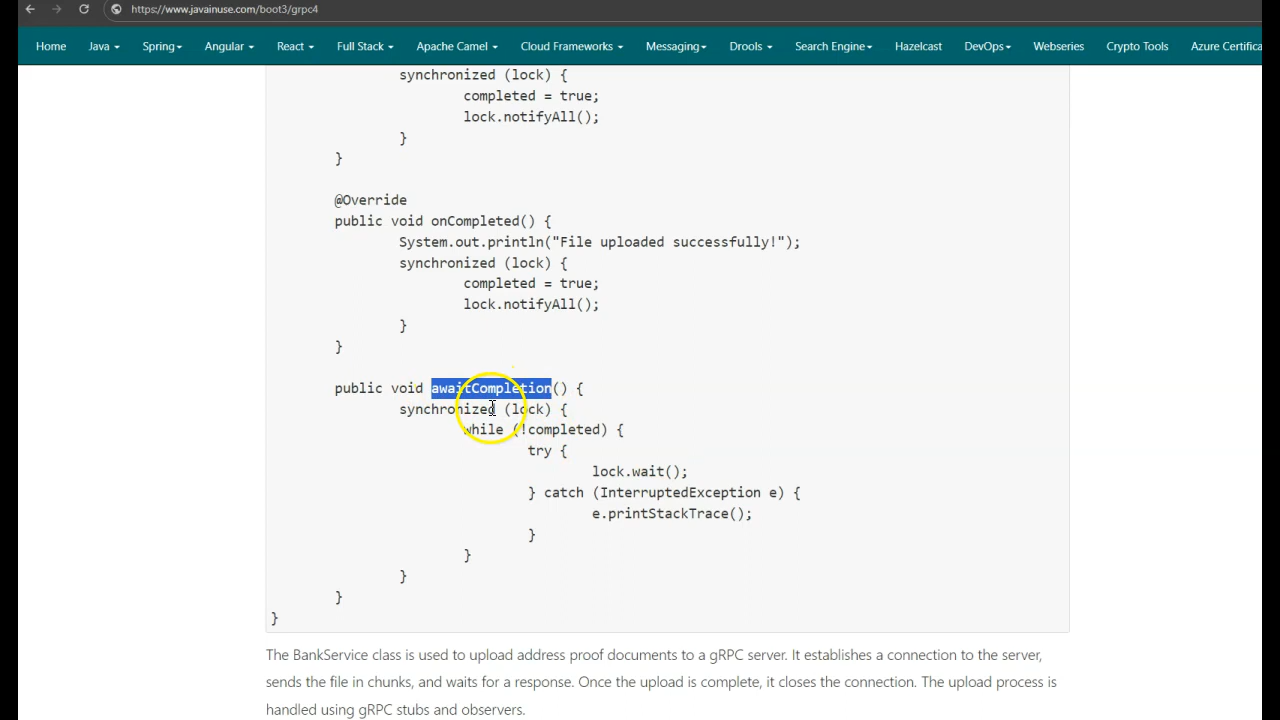 https://www.javainuse.com/boot3/grpc4
Home Java Spring Angular React Full Stack Apache Camel Cloud Frameworks Messaging Drools Search Engine Hazelcast DevOps Webseries Crypto Tools Azure Certifica
synchronized (lock) {
completed = true;
lock.notifyAll();
}
}
@Override
public void onCompleted() {
System.out.println("File uploaded successfully!");
synchronized (lock) {
completed = true;
lock.notifyAll();
}
}
public void awaitCompletion() {
synchronized (lock) {
while (!completed) {
try {
lock.wait();
} catch (InterruptedException e) {
e.printStackTrace();
}
}
}
}
}
The BankService class is used to upload address proof documents to a gRPC server. It establishes a connection to the server,
sends the file in chunks, and waits for a response. Once the upload is complete, it closes the connection. The upload process is
handled using gRPC stubs and observers.